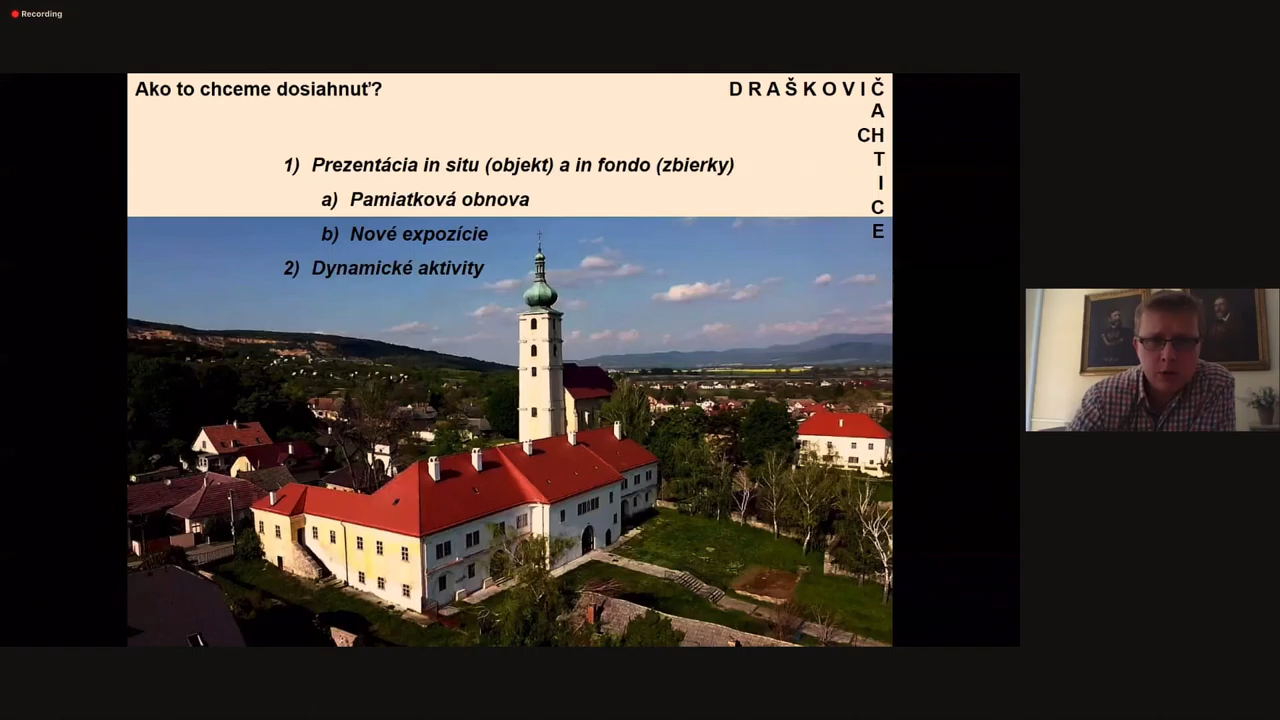 Recording
Ako to chceme dosiahnuť?
D R A Š K O V I Č
A
CH
T
I
C
E
1) Prezentácia in situ (objekt) a in fondo (zbierky)
a) Pamiatková obnova
b) Nové expozície
2) Dynamické aktivity